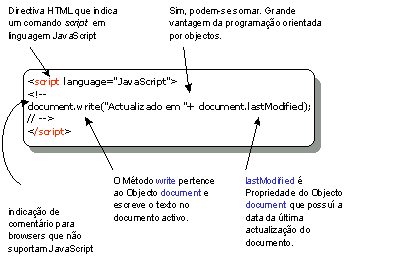 Directiva HTML que indica
um comando script em
linguagem JavaScript
Sim, podem-se somar. Grande
vantagem da programação orientada
por objectos.
<script language="JavaScript">
<!--
document.write("Actualizado em "+ document.lastModified);
// -->
</script>
indicação de
comentário para
browsers que não
suportam JavaScript
O Método write pertence
ao Objecto document e
escreve o texto no
documento activo.
lastModified é
Propriedade do Objecto
document que possuí a
data da última
actualização do
documento.